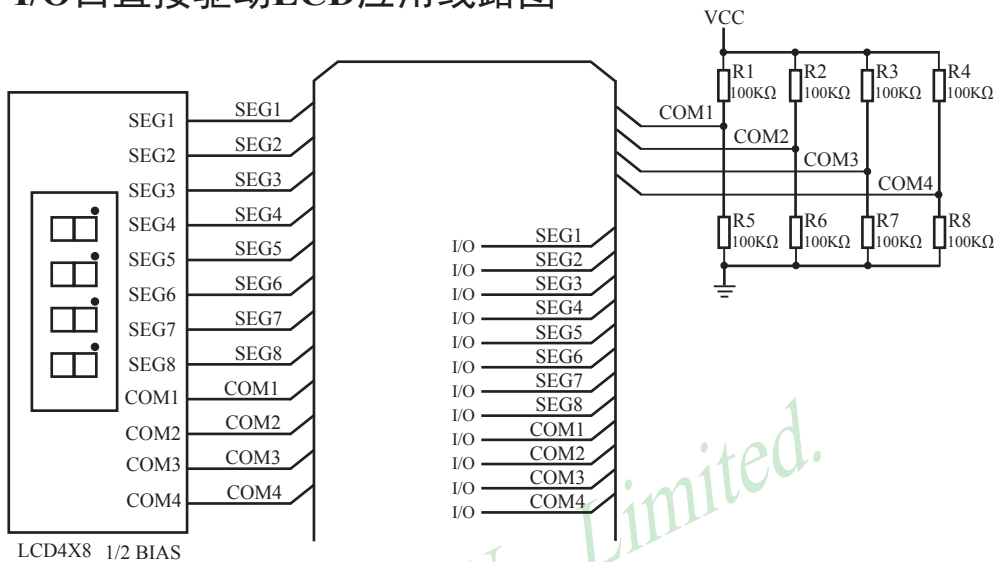 I/O口直接驱动LCD应用线路图
VCC
R1
100KΩ
R2
100KΩ
R3
100KΩ
R4
100KΩ
COM1
COM2
COM3
COM4
R5
100KΩ
R6
100KΩ
R7
100KΩ
R8
100KΩ
SEG1 SEG1
SEG2 SEG2
SEG3 SEG3
SEG4 SEG4
SEG5 SEG5
SEG6 SEG6
SEG7 SEG7
SEG8 SEG8
COM1 COM1
COM2 COM2
COM3 COM3
COM4 COM4
LCD4X8 1/2 BIAS
I/O SEG1
I/O SEG2
I/O SEG3
I/O SEG4
I/O SEG5
I/O SEG6
I/O SEG7
I/O SEG8
I/O COM1
I/O COM2
I/O COM3
I/O COM4
Limited.